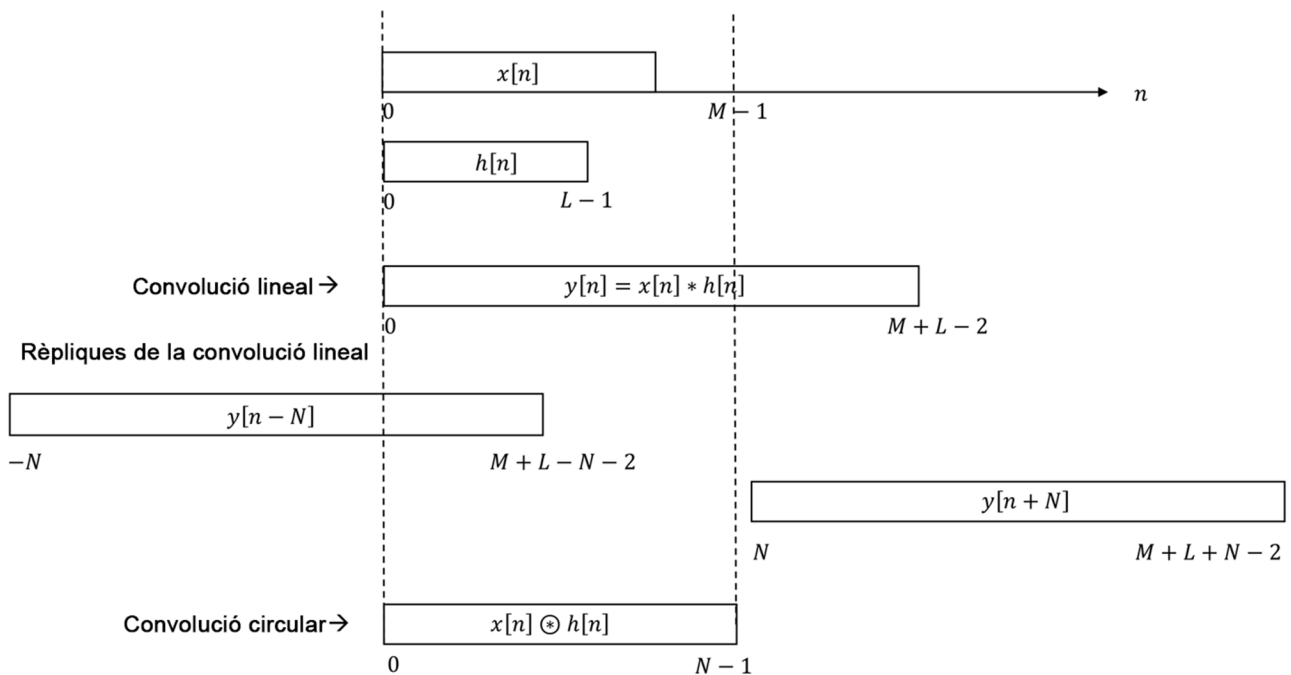 x[n]
n
0
M − 1
h[n]
0
L − 1
Convolució lineal →
y[n] = x[n] ∗ h[n]
0
M + L − 2
Rèpliques de la convolució lineal
y[n − N]
−N
M + L − N − 2
y[n + N]
N
M + L + N − 2
Convolució circular →
x[n] ⊛ h[n]
0
N − 1